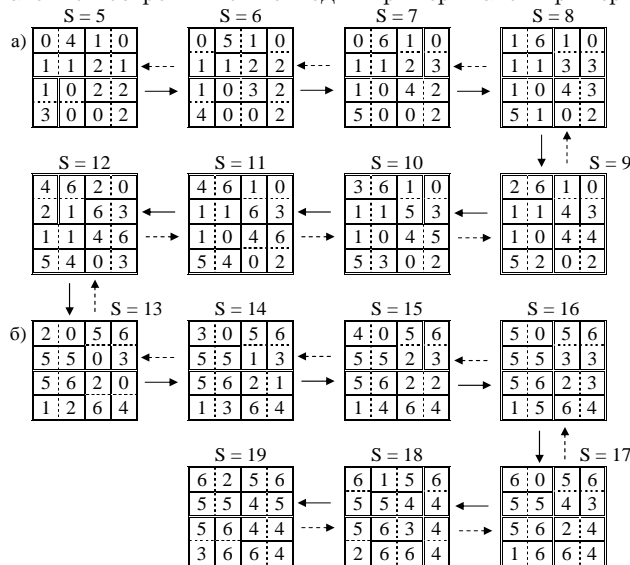 S = 5 S = 6 S = 7 S = 8
а) 0 4 1 0 0 5 1 0 0 6 1 0 1 6 1 0
1 1 2 1 1 1 2 2 1 1 2 3 1 1 3 3
1 0 2 2 1 0 3 2 1 0 4 2 1 0 4 3
3 0 0 2 4 0 0 2 5 0 0 2 5 1 0 2
S = 12 S = 11 S = 10 S = 9
4 6 2 0 4 6 1 0 3 6 1 0 2 6 1 0
2 1 6 3 1 1 6 3 1 1 5 3 1 1 4 3
1 1 4 6 1 0 4 6 1 0 4 5 1 0 4 4
5 4 0 3 5 4 0 2 5 3 0 2 5 2 0 2
S = 13 S = 14 S = 15 S = 16
б) 2 0 5 6 3 0 5 6 4 0 5 6 5 0 5 6
5 5 0 3 5 5 1 3 5 5 2 3 5 5 3 3
5 6 2 0 5 6 2 1 5 6 2 2 5 6 2 3
1 2 6 4 1 3 6 4 1 4 6 4 1 5 6 4
S = 19 S = 18 S = 17
6 2 5 6 6 1 5 6 6 0 5 6
5 5 4 5 5 5 4 4 5 5 4 3
5 6 4 4 5 6 3 4 5 6 2 4
3 6 6 4 2 6 6 4 1 6 6 4